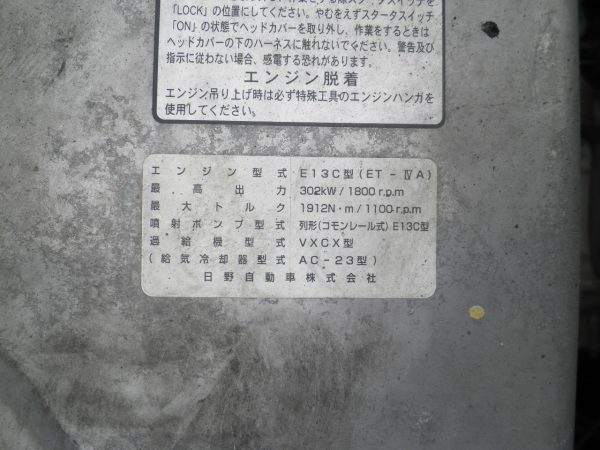 「LOCK」の位置にしてください。やむをえずスタータスイッチ
「ON」の状態でヘッドカバーを取り外し、作業をするときは
ヘッドカバーの下のハーネスに触れないでください。警告及び
指示に従わない場合、感電する恐れがあります。
エンジン脱着
エンジン吊り上げ時は必ず特殊工具のエンジンハンガを
使用してください。
エンジン型式 E13C型(ET-ⅣA)
最高出力 302kW/1800r.p.m
最大トルク 1912N・m/1100r.p.m
噴射ポンプ型式 列形(コモンレール式)E13C型
過給機型式 VXCX型
(給気冷却器型式 AC-23型)
日野自動車株式会社